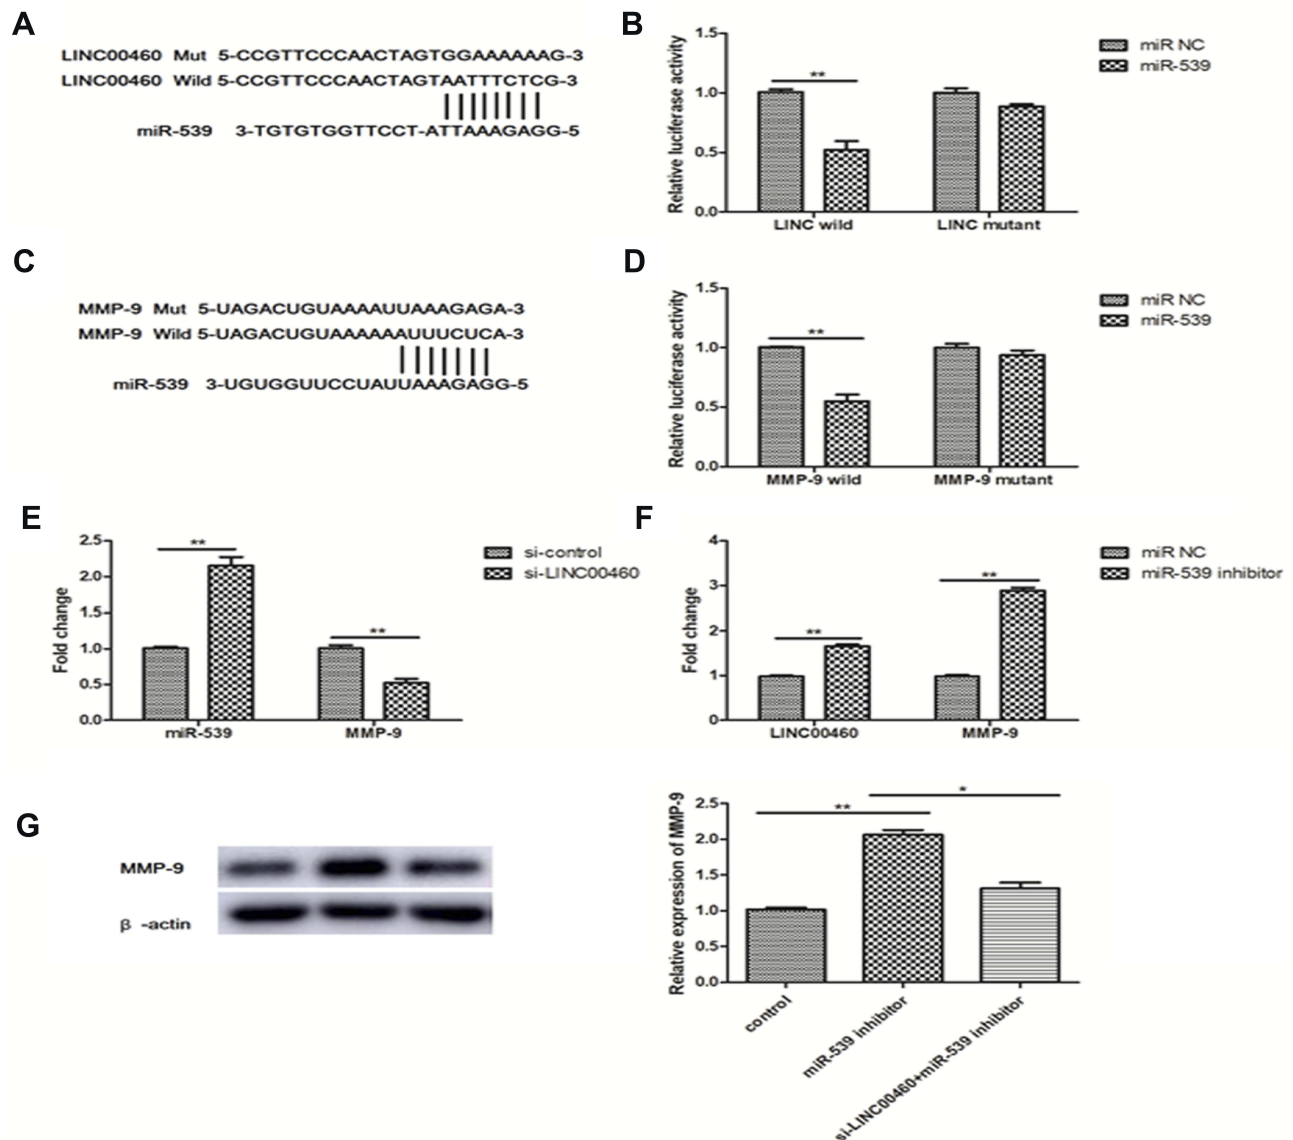 A
LINC00460 Mut 5-CCGTTCCCAACTAGTGGAAAAAAG-3
LINC00460 Wild 5-CCGTTCCCAACTAGTAATTTCTCG-3
miR-539 3-TGTGTGGTTCCT-ATTAAAGAGG-5
B
1.5
1.0
0.5
0.0
Relative luciferase activity
**
LINC wild
LINC mutant
miR NC
miR-539
C
MMP-9 Mut 5-UAGACUGUAAAAUUAAAGAGA-3
MMP-9 Wild 5-UAGACUGUAAAAAAUUUCUCA-3
miR-539 3-UGUGGUUCCUAUUAAAGAGG-5
D
1.5
1.0
0.5
0.0
Relative luciferase activity
**
MMP-9 wild
MMP-9 mutant
miR NC
miR-539
E
2.5
2.0
1.5
1.0
0.5
0.0
Fold change
**
**
miR-539
MMP-9
si-control
si-LINC00460
F
4
3
2
1
0
Fold change
**
**
LINC00460
MMP-9
miR NC
miR-539 inhibitor
G
MMP-9
β -actin
2.5
2.0
1.5
1.0
0.5
0.0
Relative expression of MMP-9
**
*
control
miR-539 inhibitor
si-LINC00460+miR-539 inhibitor